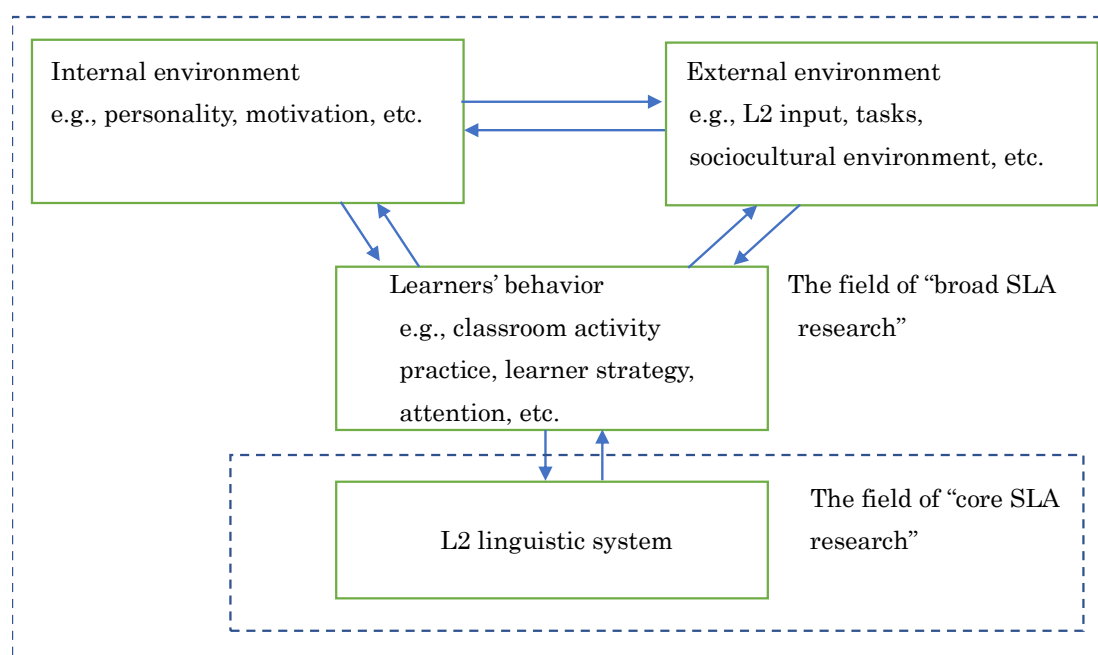 Internal environment
e.g., personality, motivation, etc.
External environment
e.g., L2 input, tasks,
sociocultural environment, etc.
Learners’ behavior
e.g., classroom activity
practice, learner strategy,
attention, etc.
The field of “broad SLA
research”
L2 linguistic system
The field of “core SLA
research”